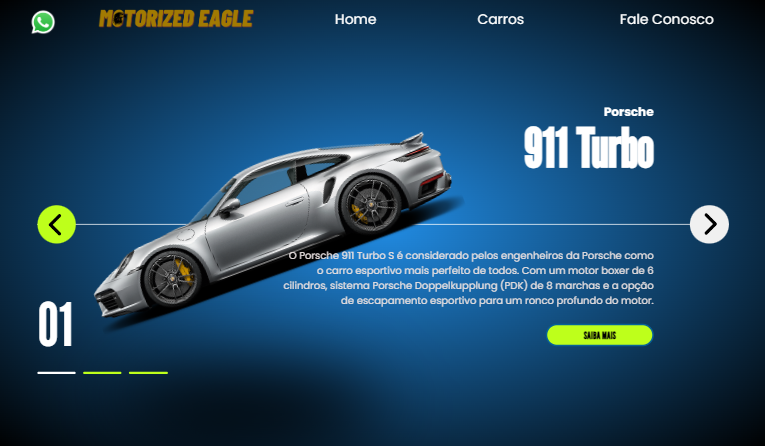 MOTORIZED EAGLE
Home
Carros
Fale Conosco
Porsche
911 Turbo
O Porsche 911 Turbo S é considerado pelos engenheiros da Porsche como
o carro esportivo mais perfeito de todos. Com um motor boxer de 6
cilindros, sistema Porsche Doppelkupplung (PDK) de 8 marchas e a opção
de escapamento esportivo para um ronco profundo do motor.
01
SAIBA MAIS